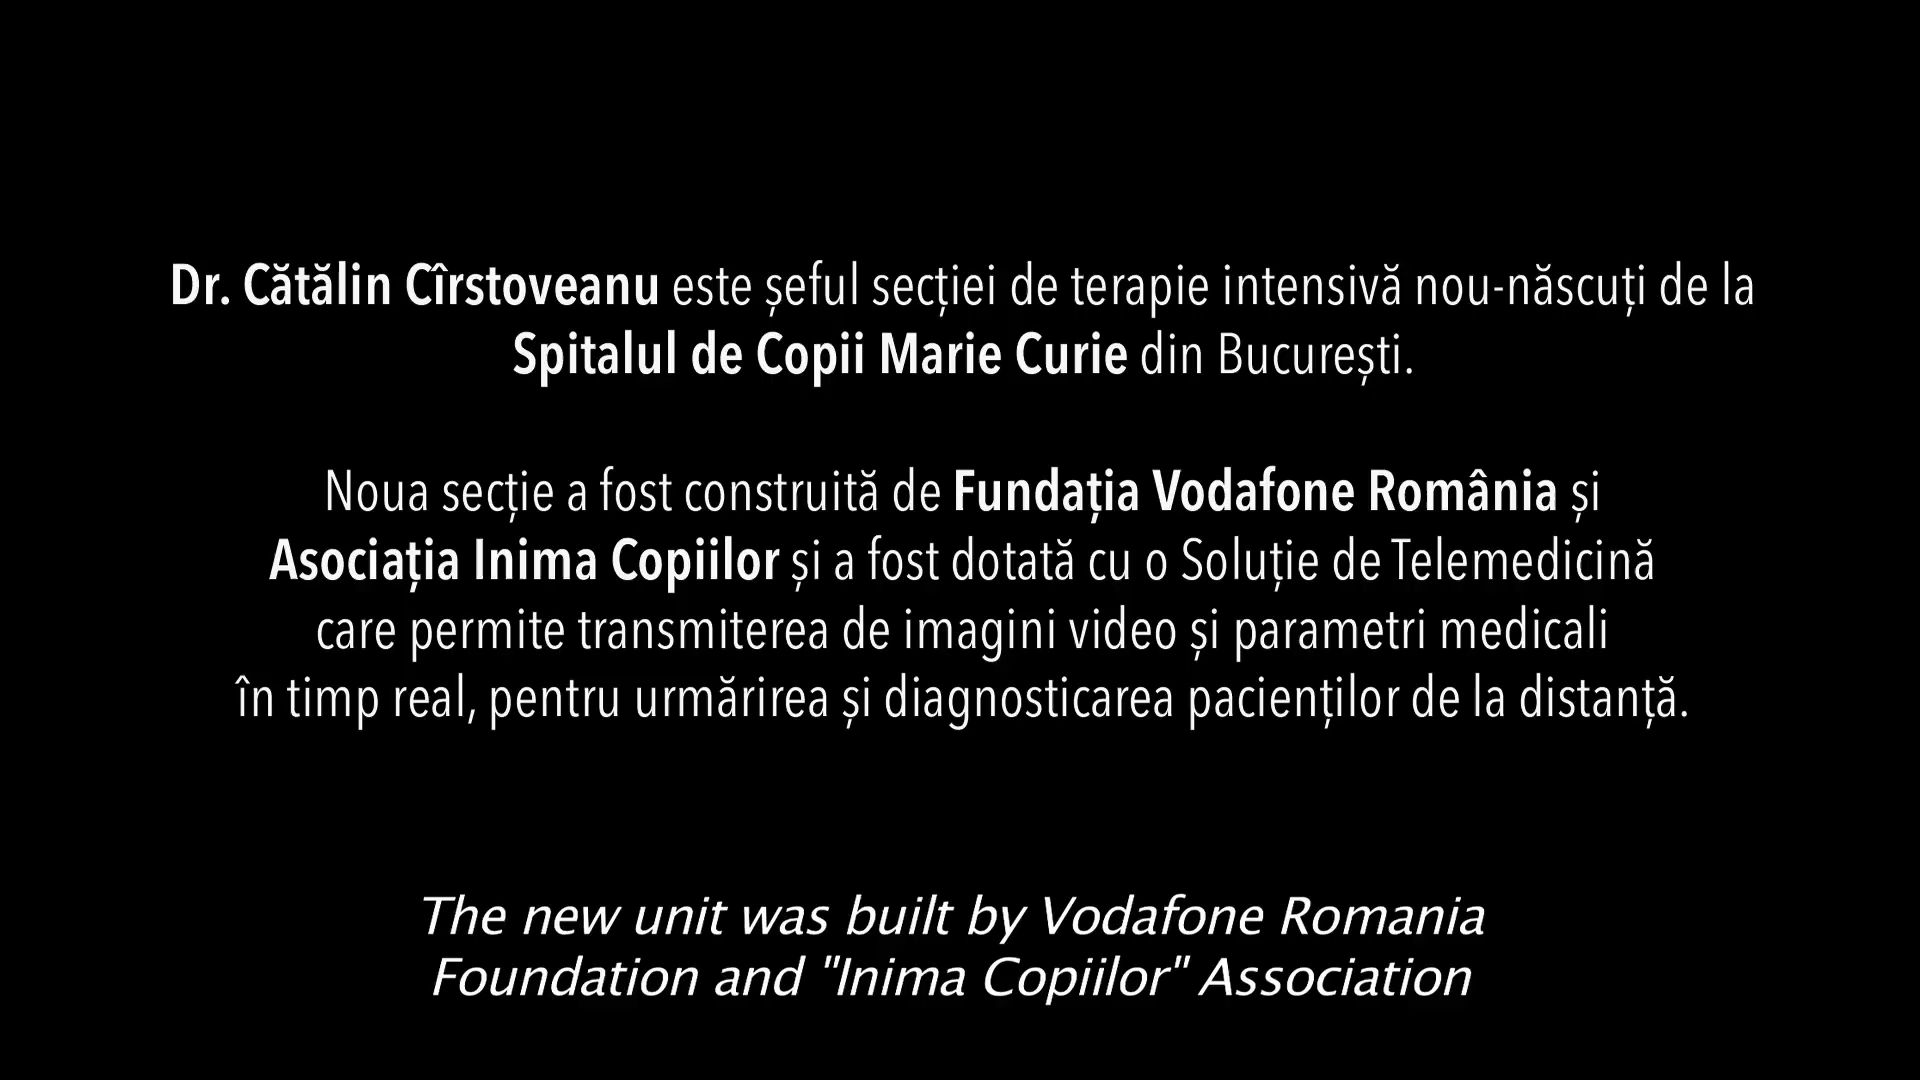 Dr. Cătălin Cîrstoveanu este șeful secției de terapie intensivă nou-născuți de la
Spitalul de Copii Marie Curie din București.
Noua secție a fost construită de Fundația Vodafone România și
Asociația Inima Copiilor și a fost dotată cu o Soluție de Telemedicină
care permite transmiterea de imagini video și parametri medicali
în timp real, pentru urmărirea și diagnosticarea pacienților de la distanță.
The new unit was built by Vodafone Romania
Foundation and "Inima Copiilor" Association